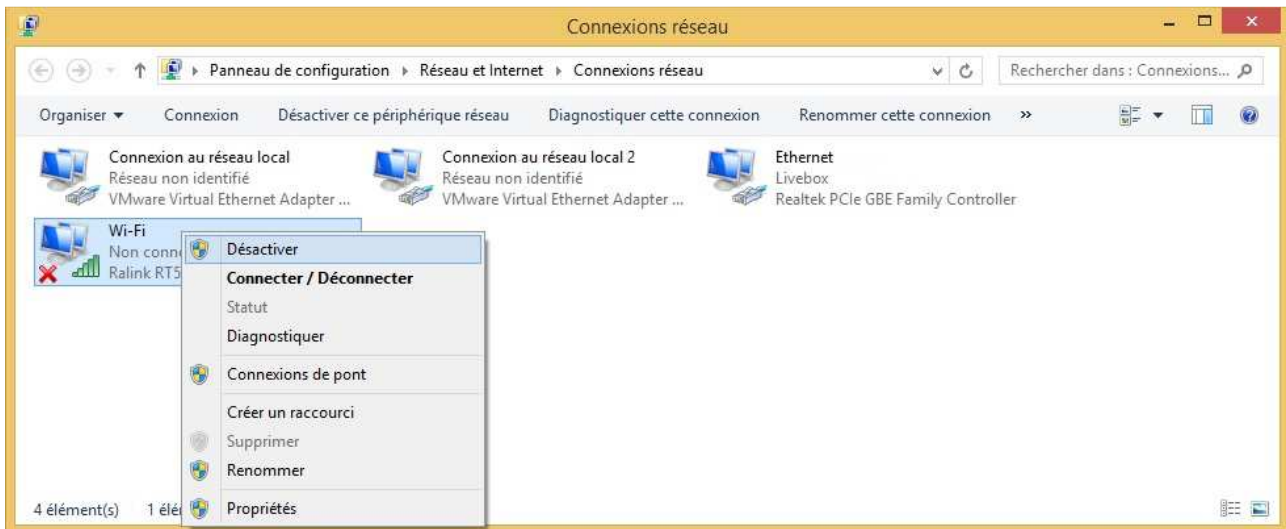 Connexions réseau
Panneau de configuration Réseau et Internet Connexions réseau
Rechercher dans : Connexions...
Organiser Connexion Désactiver ce périphérique réseau Diagnostiquer cette connexion Renommer cette connexion »
Connexion au réseau local
Réseau non identifié
VMware Virtual Ethernet Adapter ...
Connexion au réseau local 2
Réseau non identifié
VMware Virtual Ethernet Adapter ...
Ethernet
Livebox
Realtek PCIe GBE Family Controller
Wi-Fi
Non conn
Ralink RT5
Désactiver
Connecter / Déconnecter
Statut
Diagnostiquer
Connexions de pont
Créer un raccourci
Supprimer
Renommer
Propriétés
4 élément(s) 1 élé